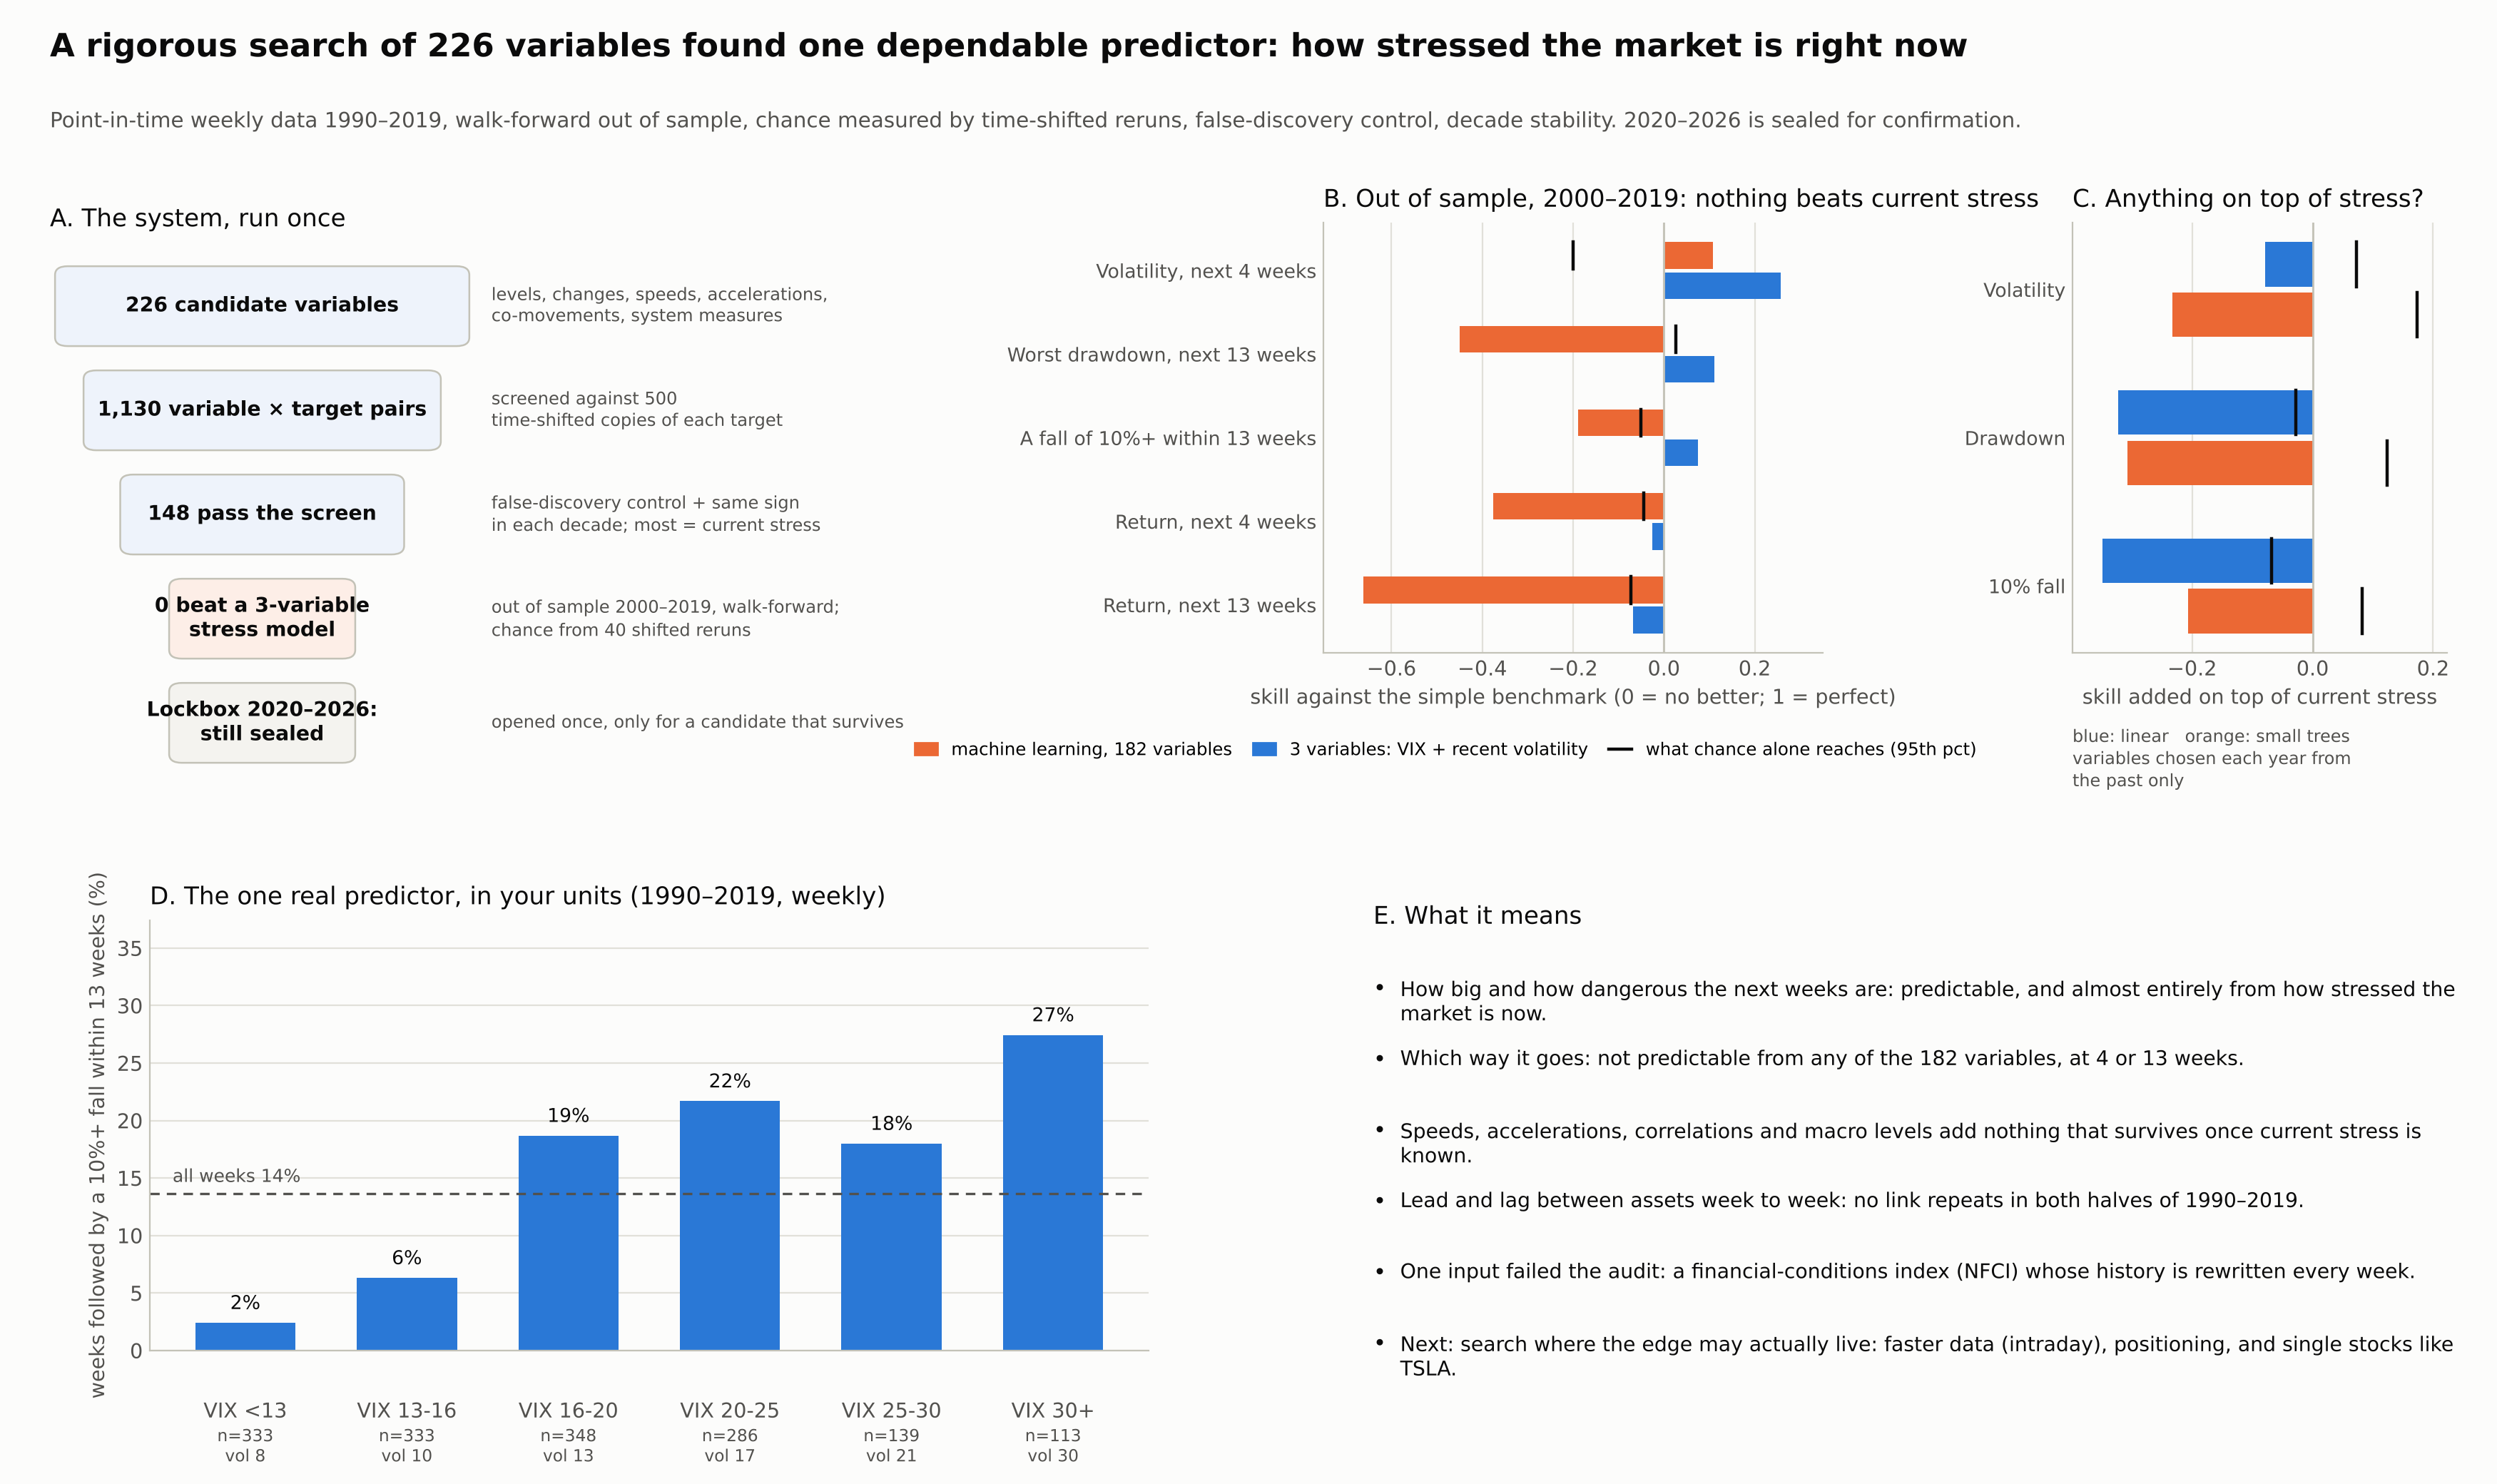 A rigorous search of 226 variables found one dependable predictor: how stressed the market is right now
Point-in-time weekly data 1990–2019, walk-forward out of sample, chance measured by time-shifted reruns, false-discovery control, decade stability. 2020–2026 is sealed for confirmation.
A. The system, run once
226 candidate variables
levels, changes, speeds, accelerations,
co-movements, system measures
1,130 variable × target pairs
screened against 500
time-shifted copies of each target
148 pass the screen
false-discovery control + same sign
in each decade; most = current stress
0 beat a 3-variable
stress model
out of sample 2000–2019, walk-forward;
chance from 40 shifted reruns
Lockbox 2020–2026:
still sealed
opened once, only for a candidate that survives
B. Out of sample, 2000–2019: nothing beats current stress
Volatility, next 4 weeks
Worst drawdown, next 13 weeks
A fall of 10%+ within 13 weeks
Return, next 4 weeks
Return, next 13 weeks
−0.6 −0.4 −0.2 0.0 0.2
skill against the simple benchmark (0 = no better; 1 = perfect)
machine learning, 182 variables
3 variables: VIX + recent volatility
what chance alone reaches (95th pct)
C. Anything on top of stress?
Volatility
Drawdown
10% fall
−0.2 0.0 0.2
skill added on top of current stress
blue: linear orange: small trees
variables chosen each year from
the past only
D. The one real predictor, in your units (1990–2019, weekly)
weeks followed by a 10%+ fall within 13 weeks (%)
35
30
25
20
15
10
5
0
all weeks 14%
2%
6%
19%
22%
18%
27%
VIX <13 VIX 13-16 VIX 16-20 VIX 20-25 VIX 25-30 VIX 30+
n=333 n=333 n=348 n=286 n=139 n=113
vol 8 vol 10 vol 13 vol 17 vol 21 vol 30
E. What it means
• How big and how dangerous the next weeks are: predictable, and almost entirely from how stressed the
market is now.
• Which way it goes: not predictable from any of the 182 variables, at 4 or 13 weeks.
• Speeds, accelerations, correlations and macro levels add nothing that survives once current stress is
known.
• Lead and lag between assets week to week: no link repeats in both halves of 1990–2019.
• One input failed the audit: a financial-conditions index (NFCI) whose history is rewritten every week.
• Next: search where the edge may actually live: faster data (intraday), positioning, and single stocks like
TSLA.